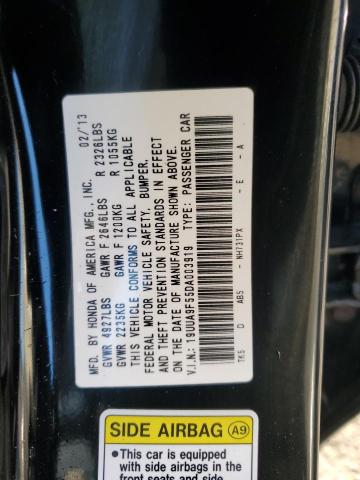 MFD. BY HONDA OF AMERICA MFG., INC. 02/'13
GVWR 4927LBS GAWR F 2646LBS R 2326LBS
GVWR 2235KG GAWR F 1200KG R 1055KG
THIS VEHICLE CONFORMS TO ALL APPLICABLE
FEDERAL MOTOR VEHICLE SAFETY, BUMPER,
AND THEFT PREVENTION STANDARDS IN EFFECT
ON THE DATE OF MANUFACTURE SHOWN ABOVE.
V.I.N.: 19UUA9F55DA003919 TYPE: PASSENGER CAR
TK5 D AB5 - NH731PX - E - A
SIDE AIRBAG A9
• This car is equipped
with side airbags in the
front seats and side